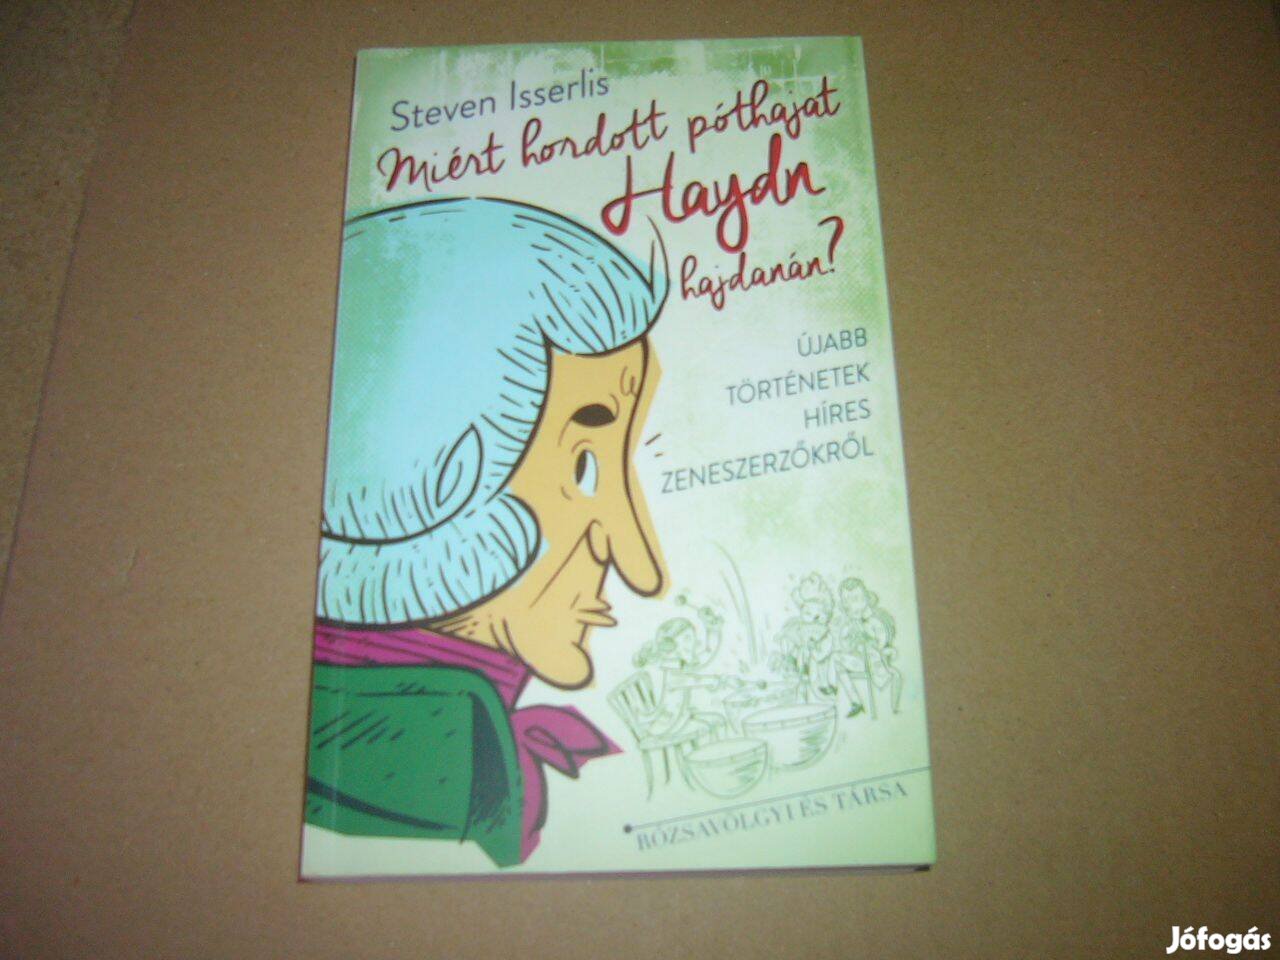 Steven Isserlis
Miért hordott póthajat
Haydn
hajdanán?
ÚJABB
TÖRTÉNETEK
HÍRES
ZENESZERZŐKRŐL
RÓZSAVÖLGYI ÉS TÁRSA
Jófogás